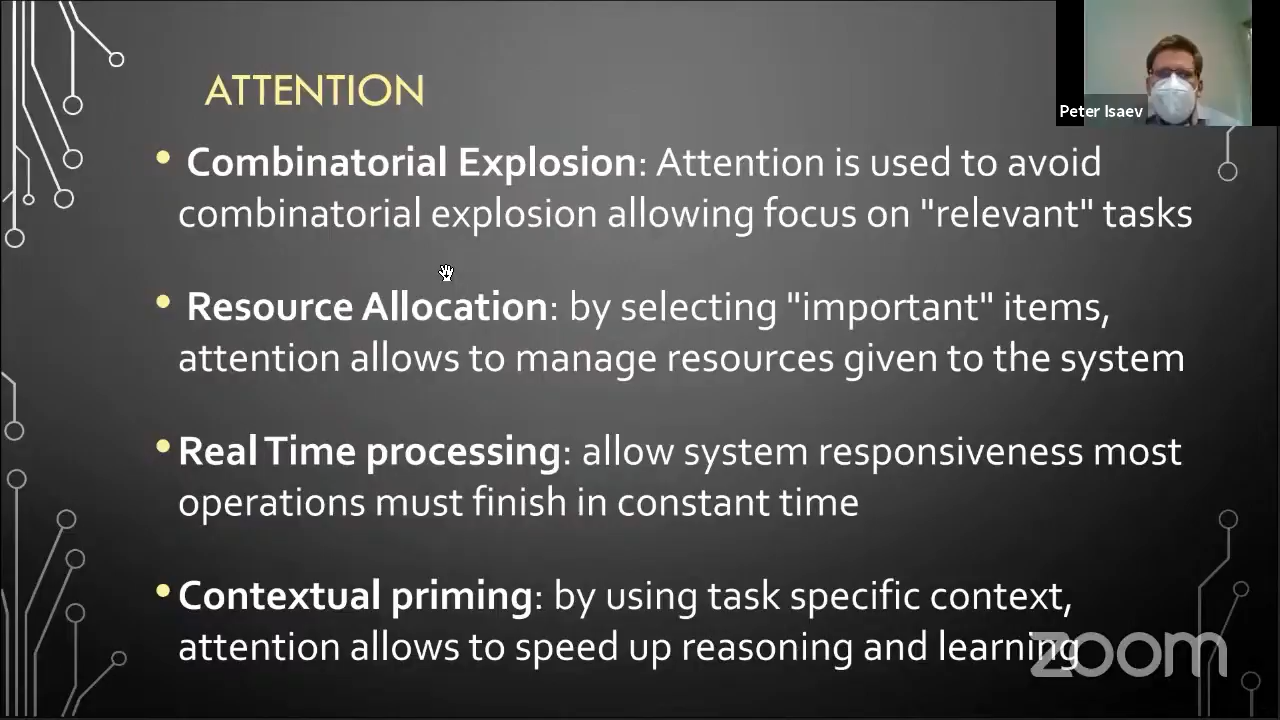 ATTENTION
Peter Isaev
• Combinatorial Explosion: Attention is used to avoid
combinatorial explosion allowing focus on "relevant" tasks
• Resource Allocation: by selecting "important" items,
attention allows to manage resources given to the system
• Real Time processing: allow system responsiveness most
operations must finish in constant time
• Contextual priming: by using task specific context,
attention allows to speed up reasoning and learning
zoom